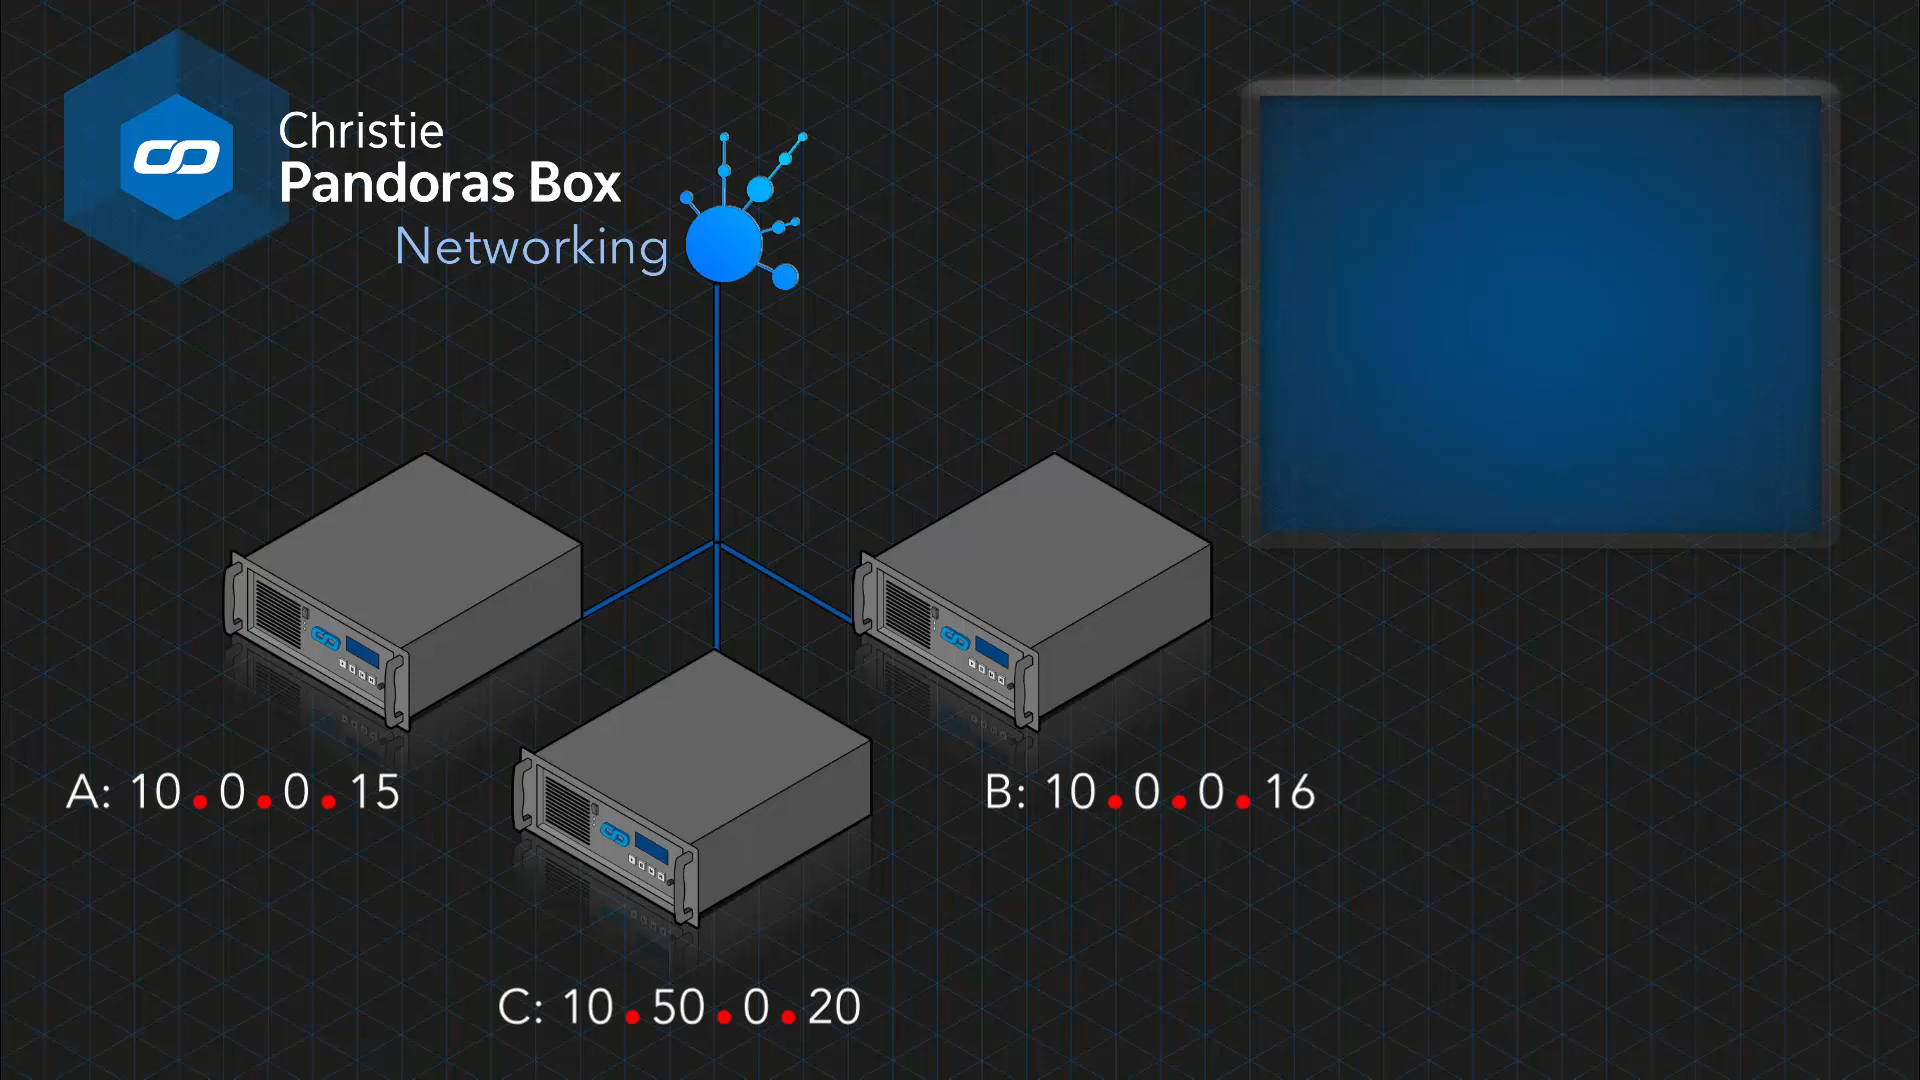 Christie
Pandoras Box
Networking
A: 10.0.0.15
B: 10.0.0.16
C: 10.50.0.20